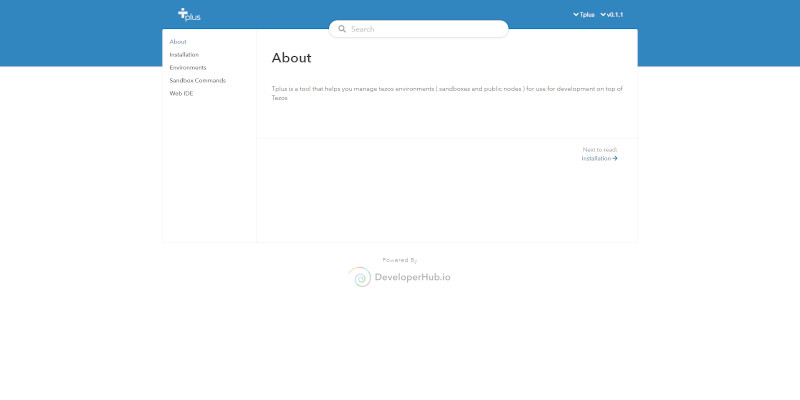 Tplus
Tplus
v0.1.1
Search
About
Installation
Environments
Sandbox Commands
Web IDE
About
Tplus is a tool that helps you manage tezos environments ( sandboxes and public nodes ) for use for development on top of
Tezos
Next to read:
Installation
Powered By
DeveloperHub.io